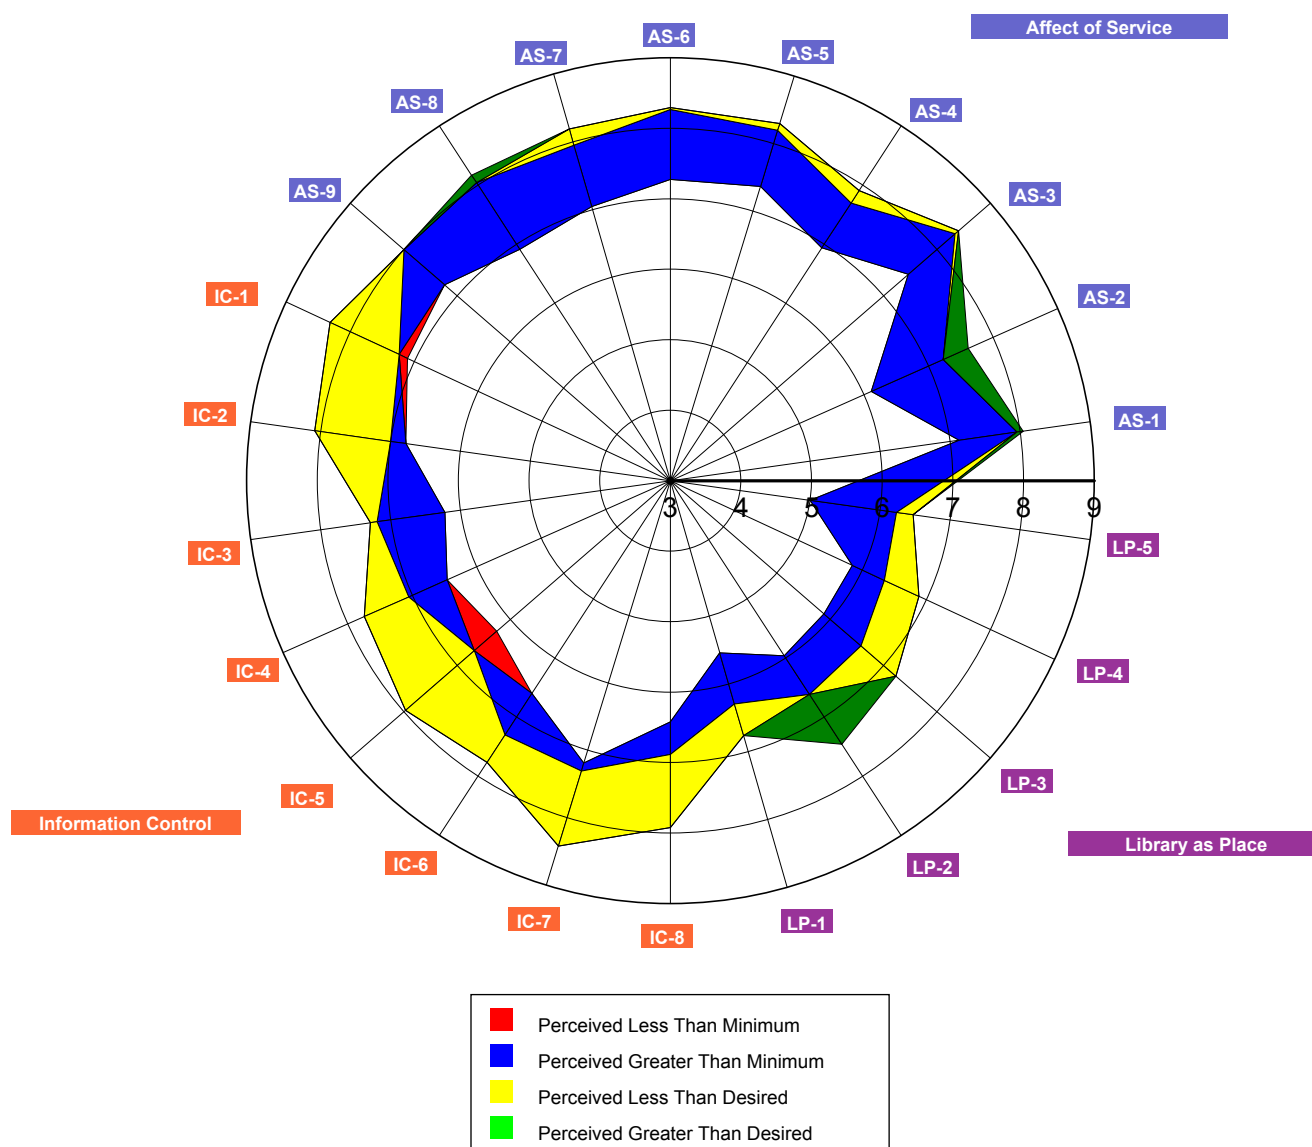 Affect of Service
AS-6
AS-7
AS-5
AS-8
AS-4
AS-9
AS-3
IC-1
AS-2
IC-2
AS-1
3 4 5 6 7 8 9
IC-3
LP-5
IC-4
LP-4
IC-5
LP-3
Information Control
Library as Place
IC-6
LP-2
IC-7
LP-1
IC-8
Perceived Less Than Minimum
Perceived Greater Than Minimum
Perceived Less Than Desired
Perceived Greater Than Desired